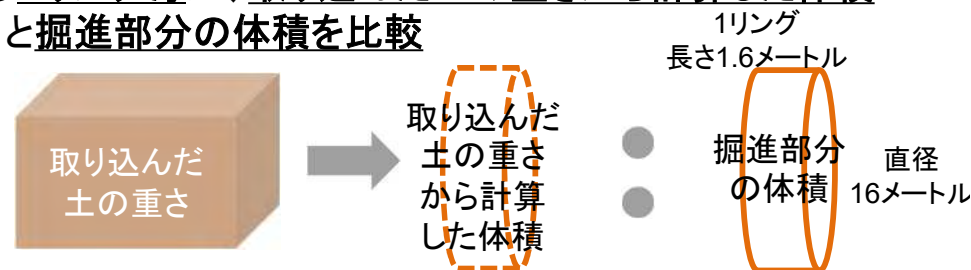 と掘進部分の体積を比較
1リング
長さ1.6メートル
取り込んだ
土の重さ
取り込んだ
土の重さ
から計算
した体積
掘進部分
の体積
直径
16メートル